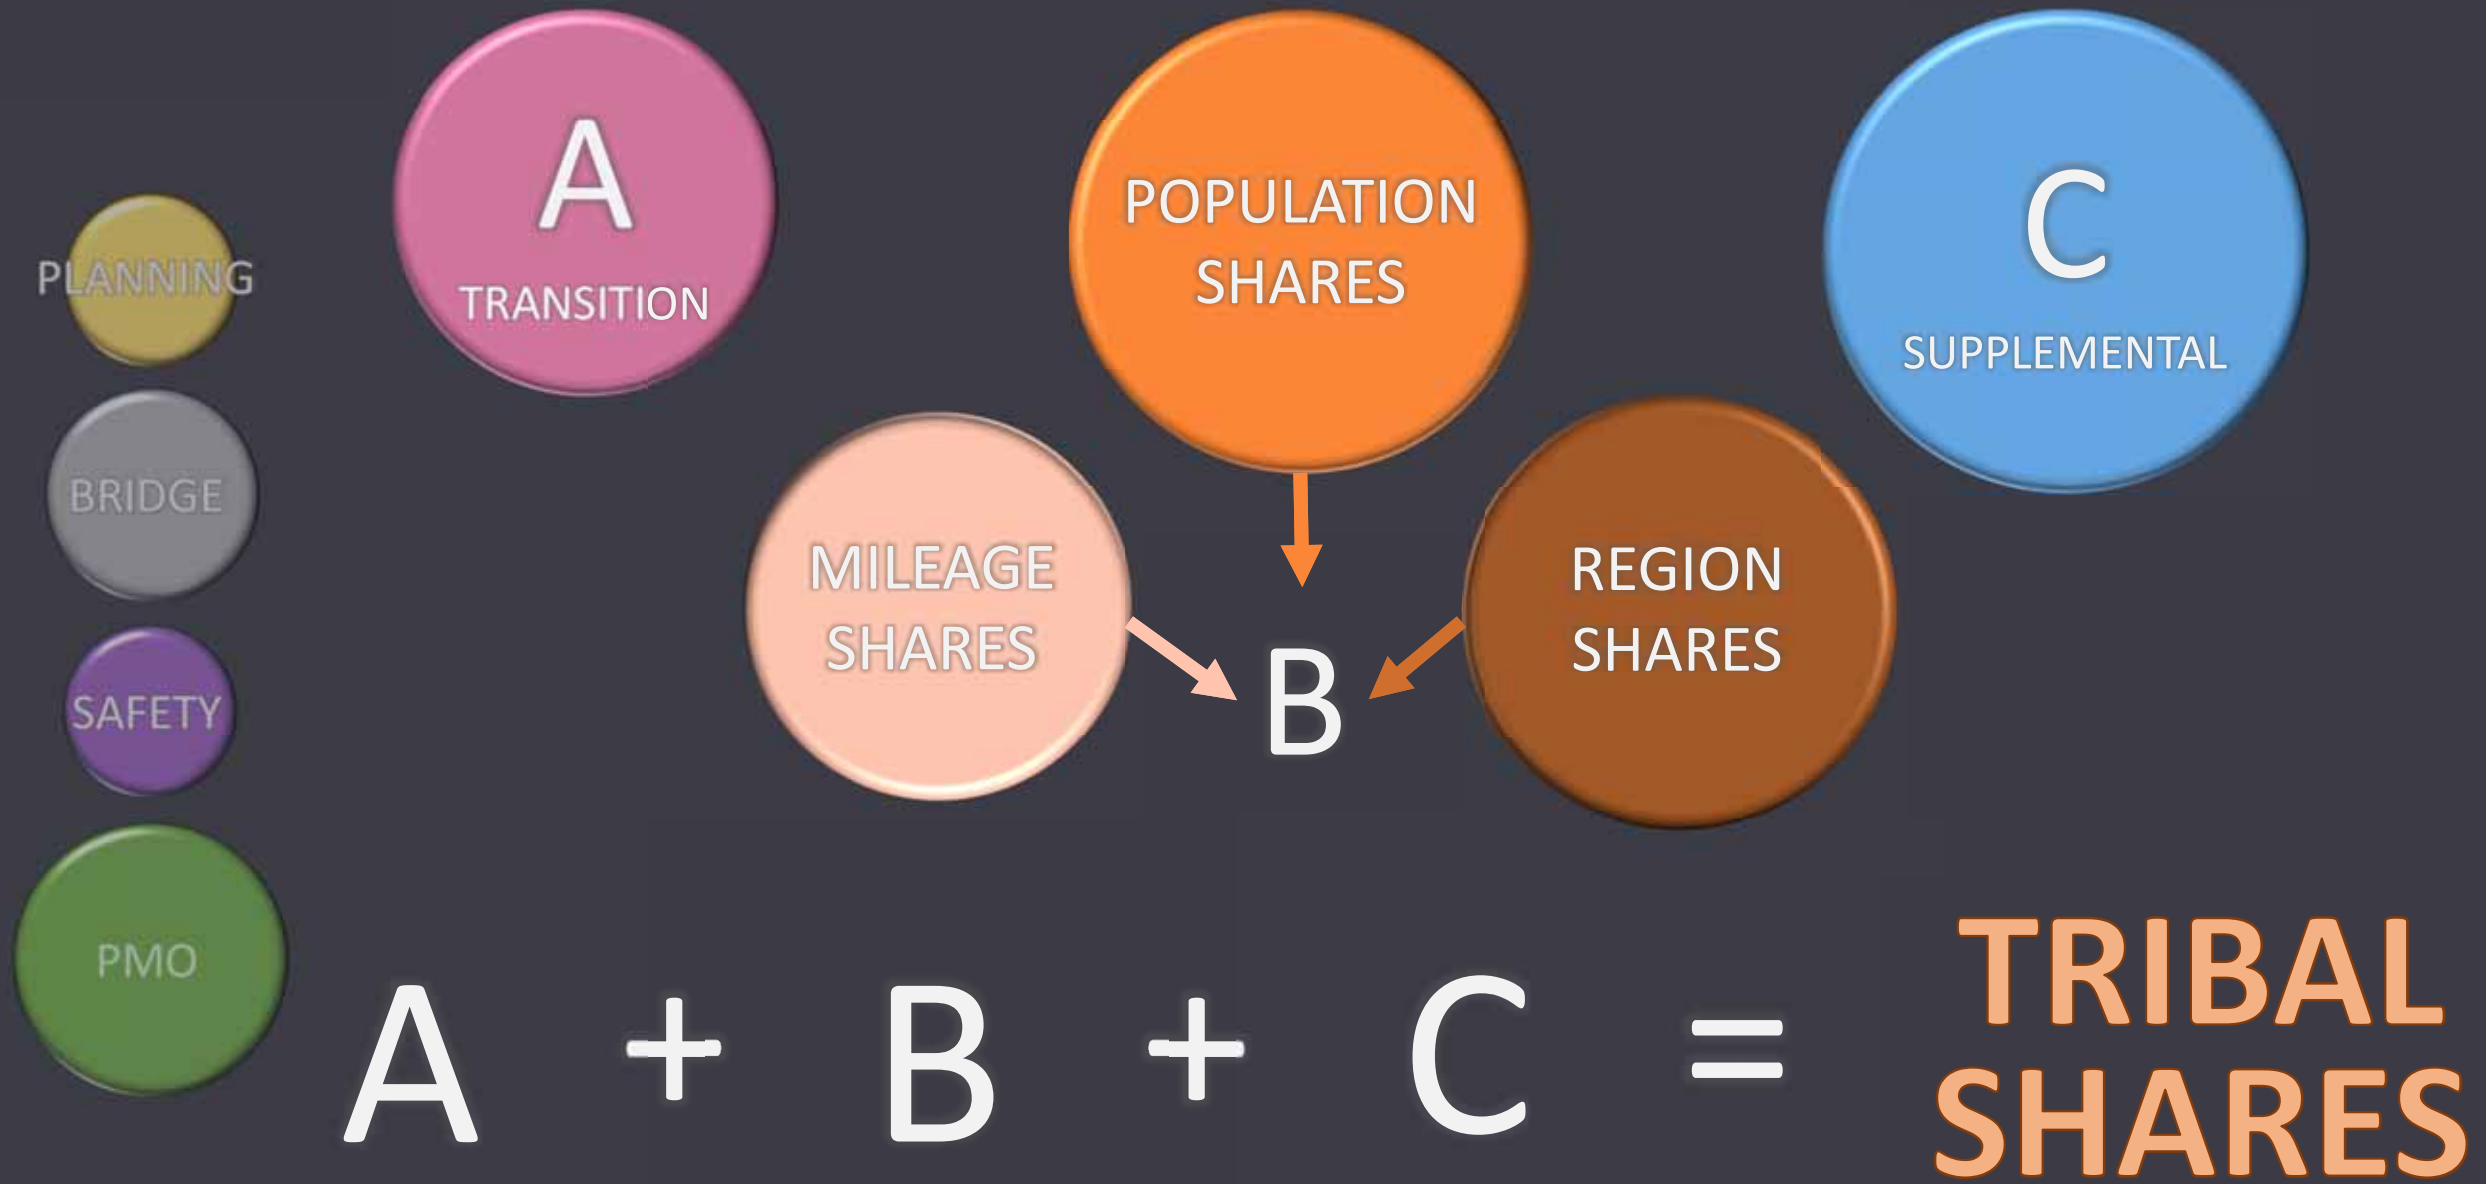 PLANNING
BRIDGE
SAFETY
PMO
A
TRANSITION
POPULATION
SHARES
C
SUPPLEMENTAL
MILEAGE
SHARES
B
REGION
SHARES
A + B + C =
TRIBAL
SHARES